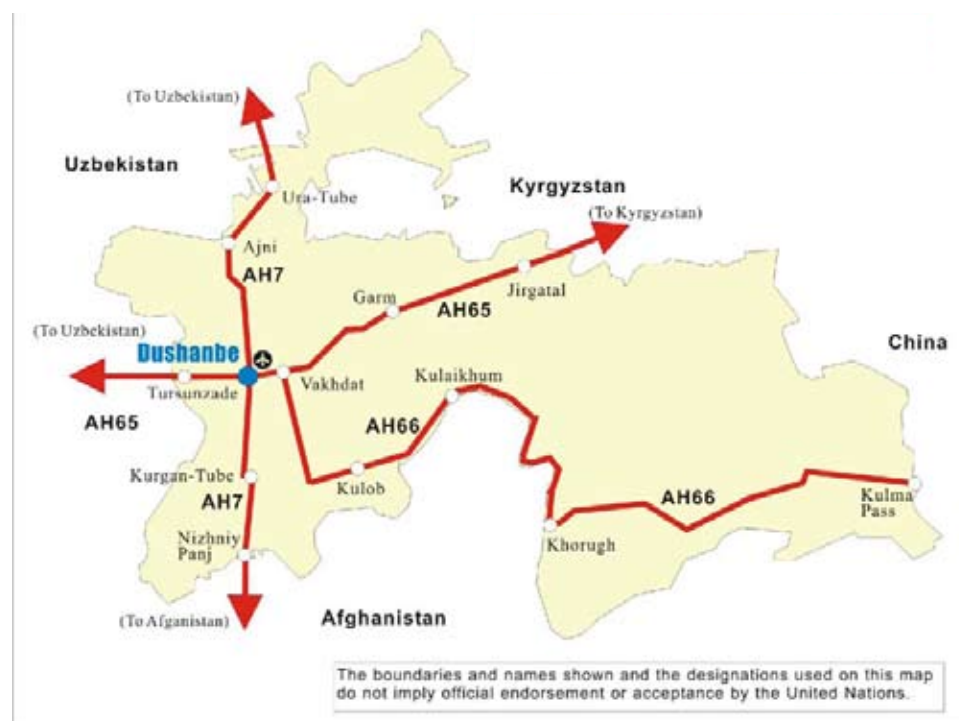 (To Uzbekistan)
Uzbekistan
Kyrgyzstan
Ura-Tube
(To Kyrgyzstan)
Ajni
AH7
Jirgatal
Garm
AH65
(To Uzbekistan)
China
Dushanbe
Vakhdat
Kulaikhum
Tursunzade
AH65
AH66
Kurgan-Tube
Kulob
AH7
AH66
Kulma
Pass
Nizhniy
Panj
Khorugh
(To Afganistan)
Afghanistan
The boundaries and names shown and the designations used on this map
do not imply official endorsement or acceptance by the United Nations.